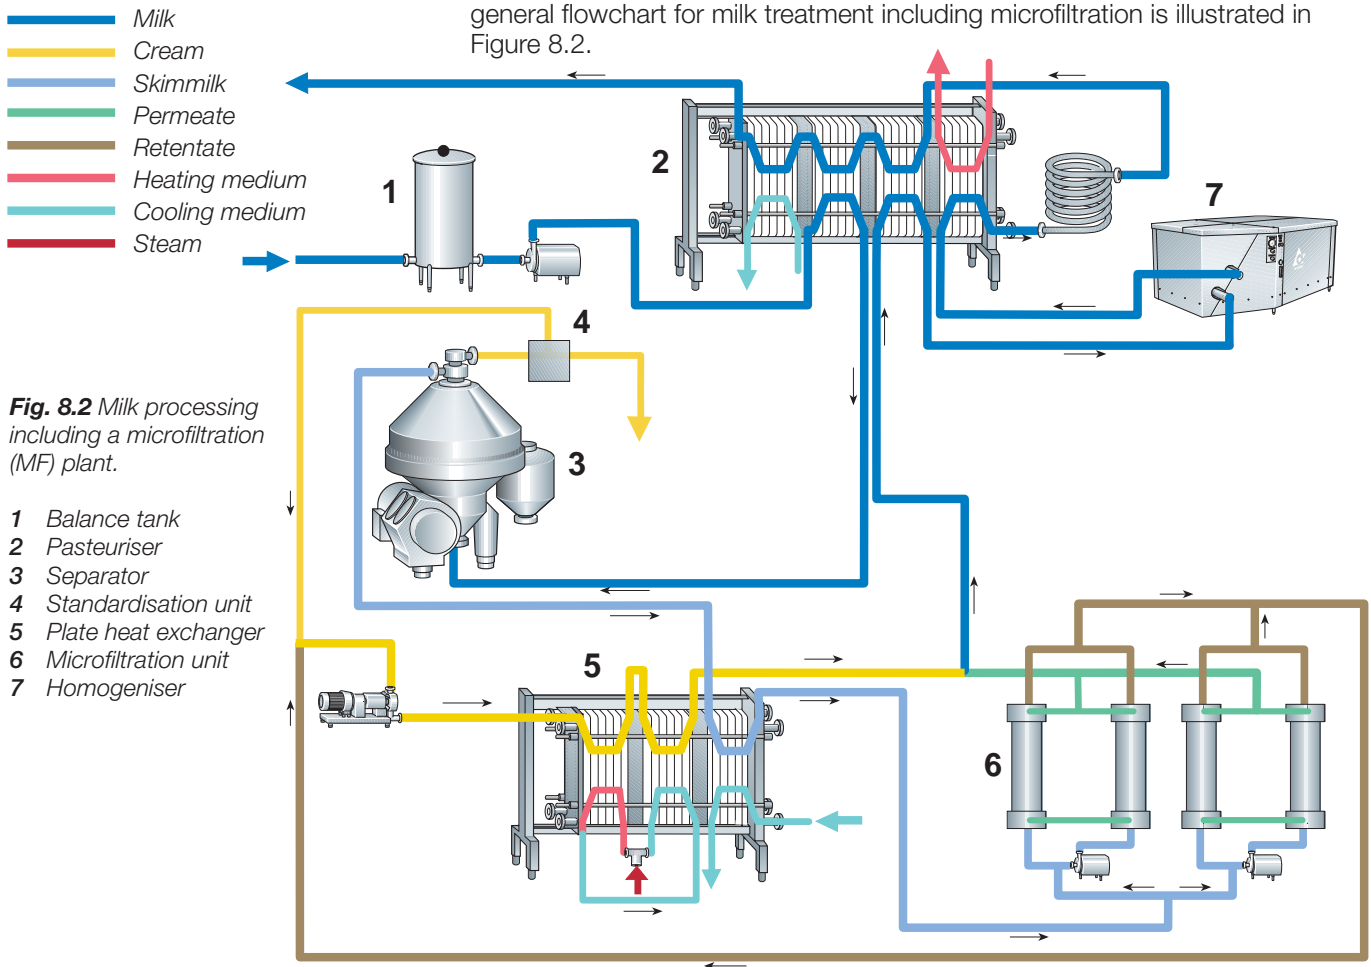 general flowchart for milk treatment including microfiltration is illustrated in
Figure 8.2.
Milk
Cream
Skimmilk
Permeate
Retentate
Heating medium
Cooling medium
Steam
1
2
7
4
3
Fig. 8.2 Milk processing
including a microfiltration
(MF) plant.
1 Balance tank
2 Pasteuriser
3 Separator
4 Standardisation unit
5 Plate heat exchanger
6 Microfiltration unit
7 Homogeniser
5
6